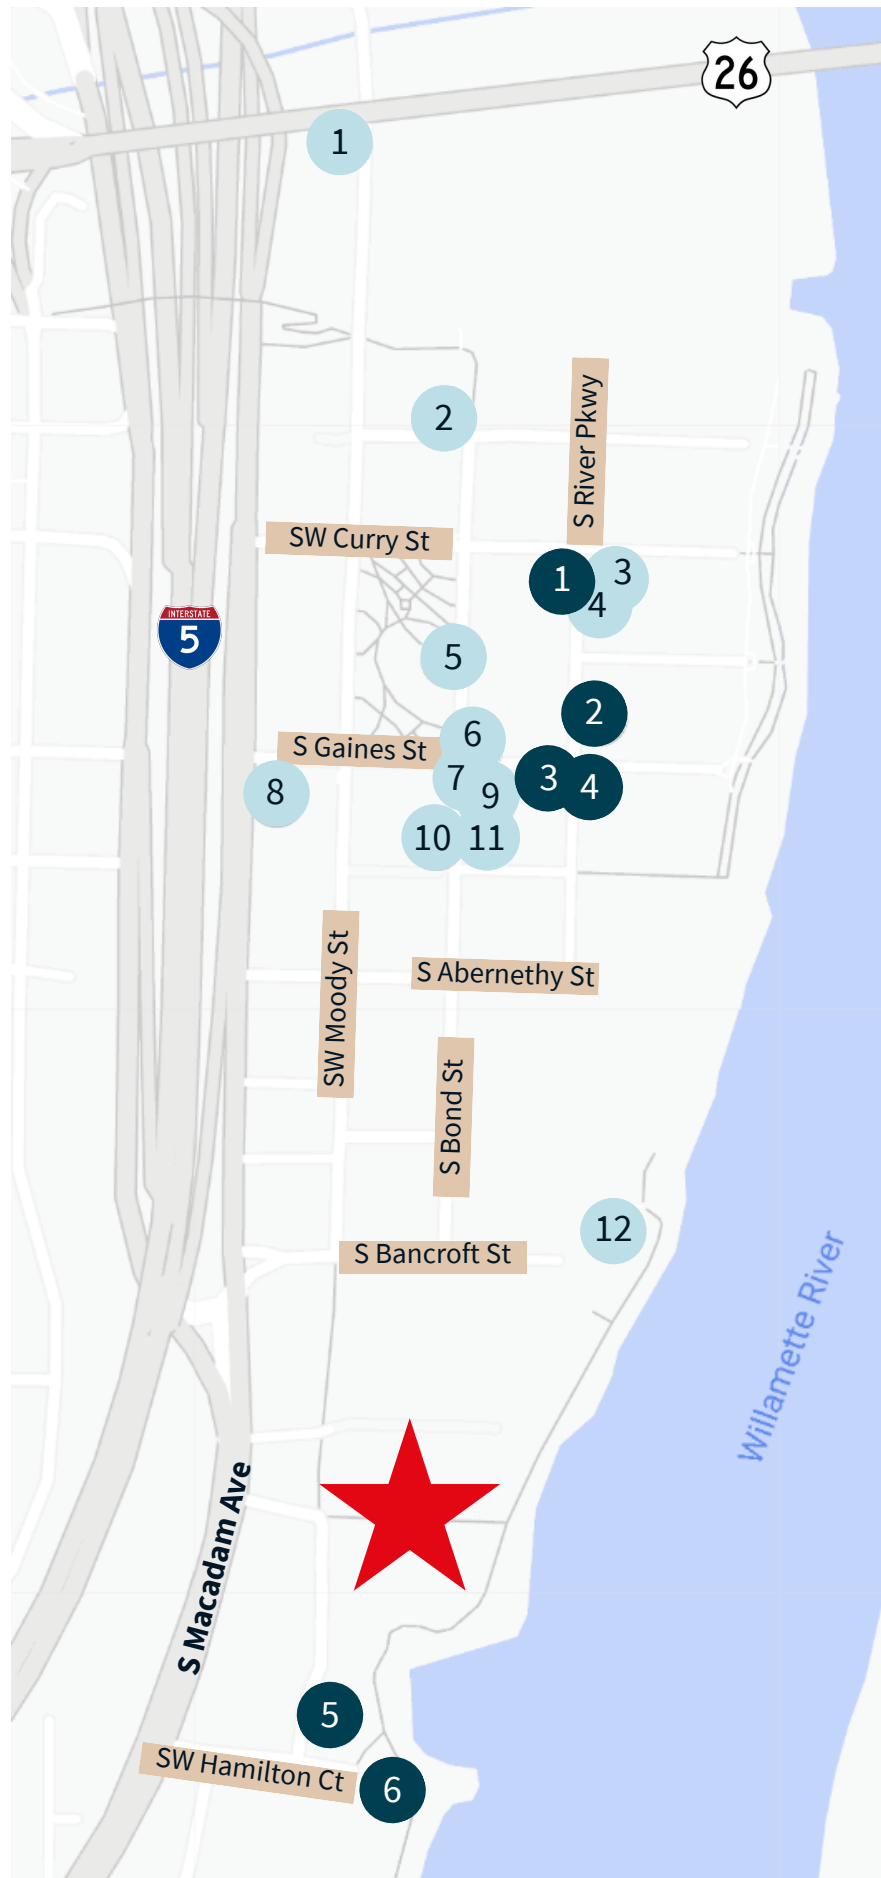 26
1
2
S River Pkwy
SW Curry St
1
3
4
INTERSTATE
5
5
2
6
S Gaines St
7
3
4
8
9
10
11
SW Moody St
S Abernethy St
S Bond St
12
S Bancroft St
Willamette River
S Macadam Ave
5
SW Hamilton Ct
6